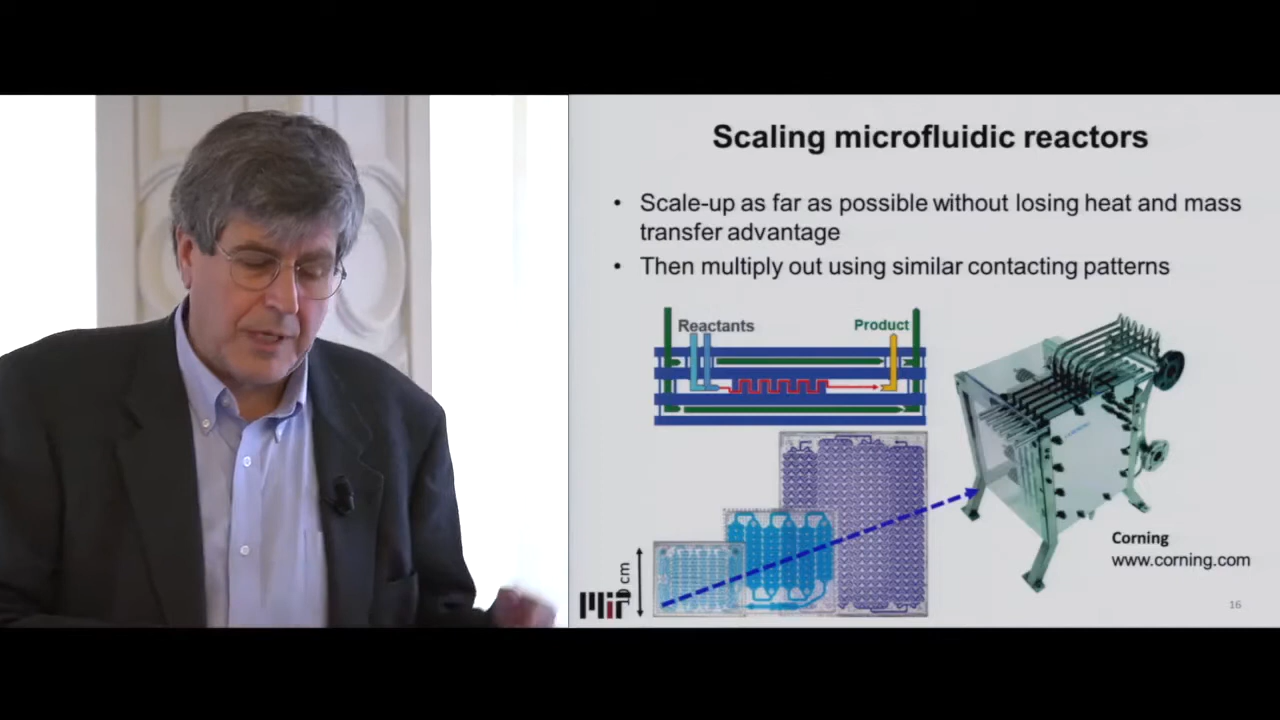 Scaling microfluidic reactors
• Scale-up as far as possible without losing heat and mass
transfer advantage
• Then multiply out using similar contacting patterns
Reactants
Product
Corning
www.corning.com
cm
MIT
16